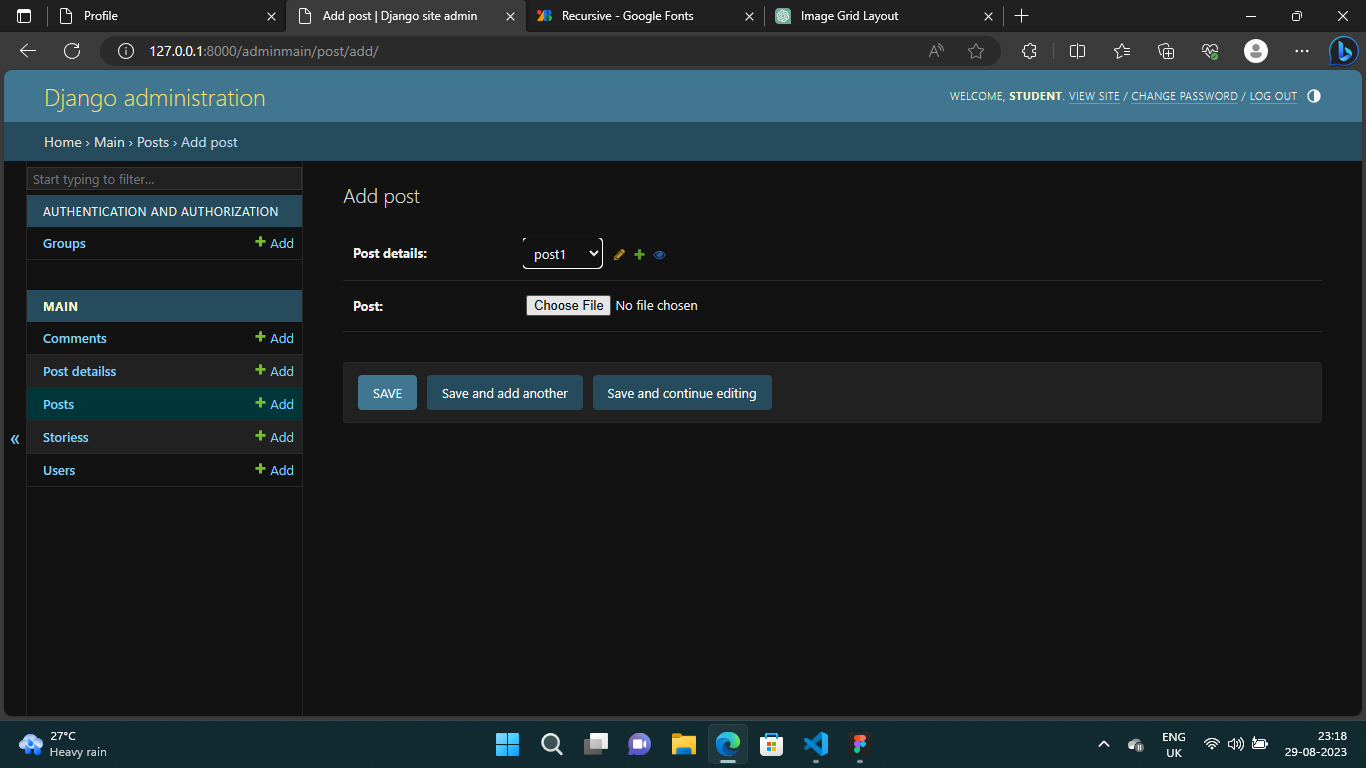 Profile
Add post | Django site admin
Recursive - Google Fonts
Image Grid Layout
127.0.0.1:8000/adminmain/post/add/
Django administration
WELCOME, STUDENT. VIEW SITE / CHANGE PASSWORD / LOG OUT
Home › Main › Posts › Add post
Start typing to filter...
AUTHENTICATION AND AUTHORIZATION
Groups + Add
MAIN
Comments + Add
Post detailss + Add
Posts + Add
Storiess + Add
Users + Add
«
Add post
Post details: post1
Post: Choose File No file chosen
SAVE Save and add another Save and continue editing
27°C
Heavy rain
ENG
UK
23:18
29-08-2023